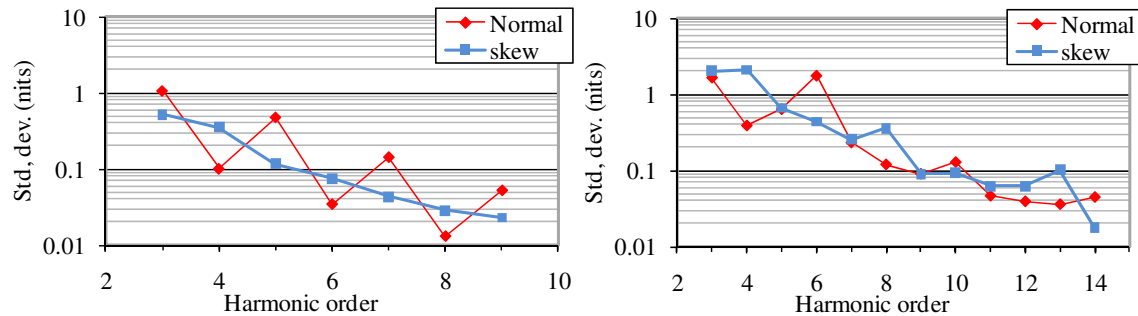 10
1
0.1
0.01
Std, dev. (nits)
2 4 6 8 10
Harmonic order
Normal
skew
10
1
0.1
0.01
Std, dev. (nits)
2 4 6 8 10 12 14
Harmonic order
Normal
skew